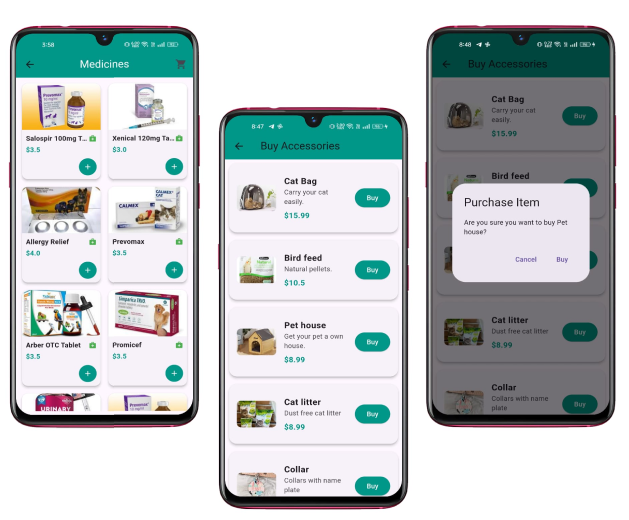 3:58
Medicines
Prevomax
Salospir 100mg T...
$3.5
Xenical 120mg Ta...
$3.0
Allergy Relief
$4.0
CALMEX
CALMEX
Prevomax
$3.5
Arber OTC Tablet
$3.5
Simparica TRIO
Promicef
$3.5
URINARY
8:47
Buy Accessories
Cat Bag
Carry your cat
easily.
$15.99
Buy
Bird feed
Natural pellets.
$10.5
Buy
Pet house
Get your pet a own
house.
$8.99
Buy
Cat litter
Dust free cat litter
$8.99
Buy
Collar
Collars with name
plate
Buy
8:48
Buy Accessories
Cat Bag
Carry your cat
easily.
$15.99
Buy
Bird feed
Purchase Item
Are you sure you want to buy Pet
house?
Cancel
Buy
Cat litter
Dust free cat litter
$8.99
Buy
Collar
Collars with name
plate
Buy